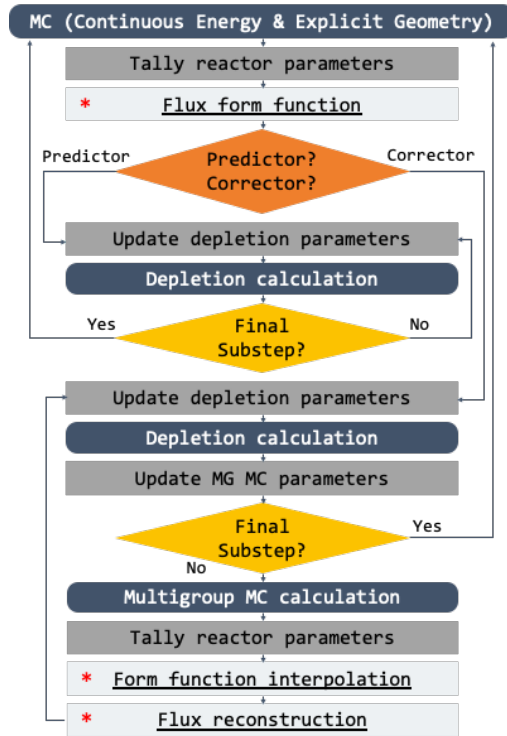 MC (Continuous Energy & Explicit Geometry)
Tally reactor parameters
* Flux form function
Predictor
Predictor?
Corrector?
Corrector
Update depletion parameters
Depletion calculation
Yes
Final
Substep?
No
Update depletion parameters
Depletion calculation
Update MG MC parameters
Final
Substep?
Yes
No
Multigroup MC calculation
Tally reactor parameters
* Form function interpolation
* Flux reconstruction